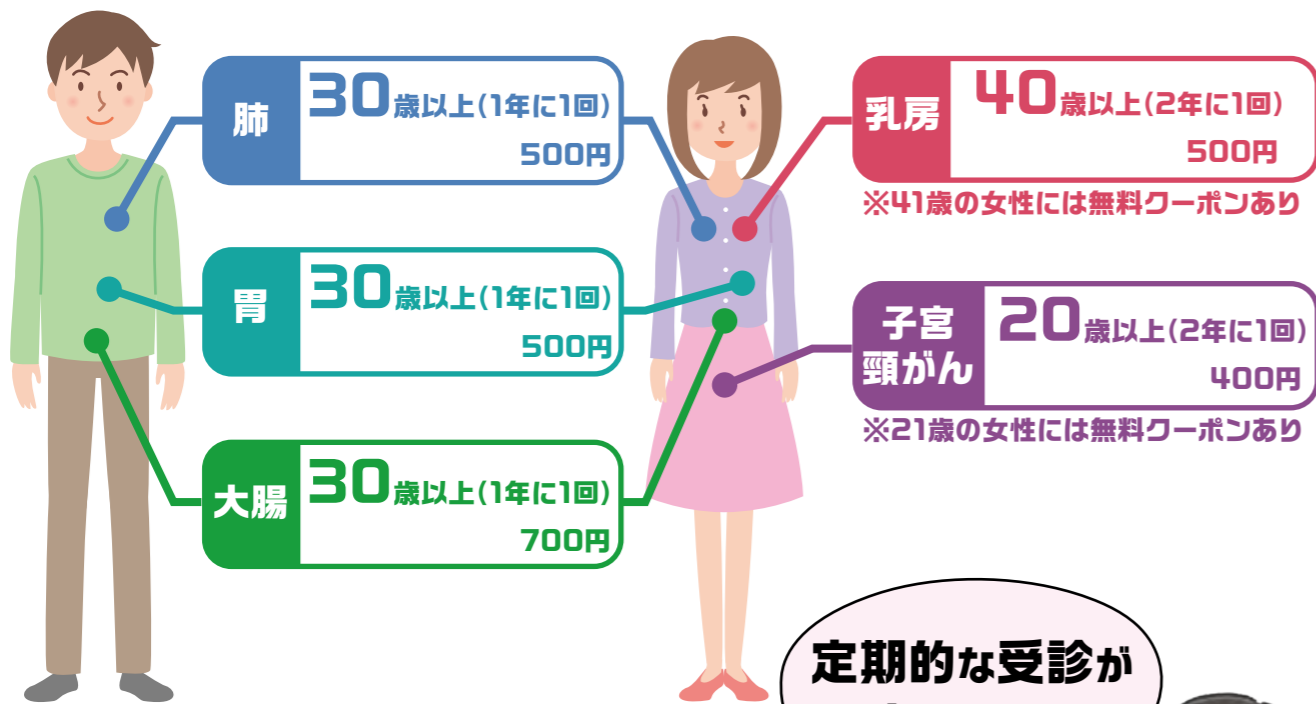 肺
30歳以上(1年に1回)
500円
胃
30歳以上(1年に1回)
500円
大腸
30歳以上(1年に1回)
700円
乳房
40歳以上(2年に1回)
500円
※41歳の女性には無料クーポンあり
子宮
頸がん
20歳以上(2年に1回)
400円
※21歳の女性には無料クーポンあり
定期的な受診が